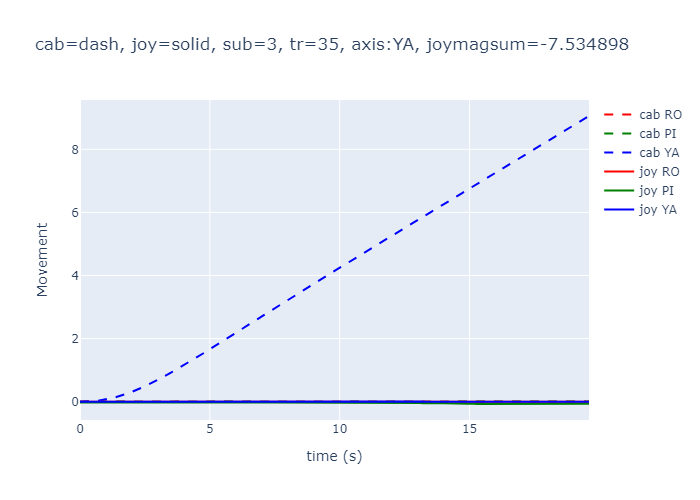 cab=dash, joy=solid, sub=3, tr=35, axis:YA, joymagsum=-7.534898
cab RO
cab PI
cab YA
joy RO
joy PI
joy YA
Movement
8
6
4
2
0
0 5 10 15
time (s)